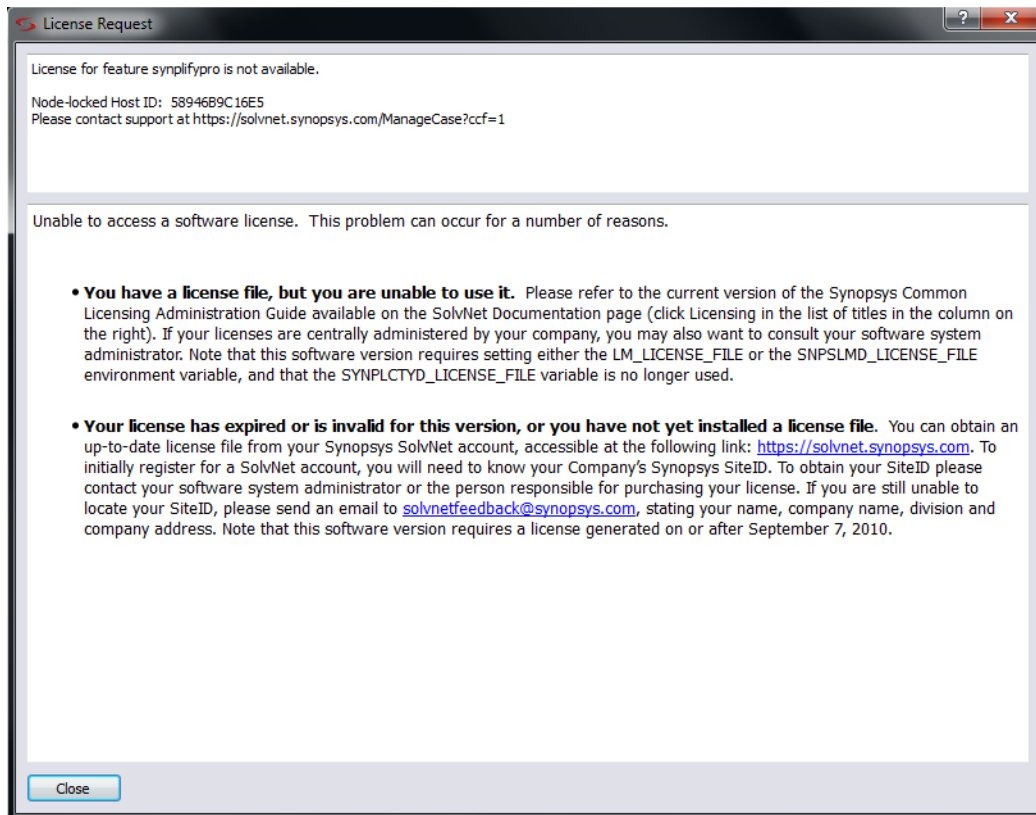 License Request
License for feature synplifypro is not available.
Node-locked Host ID:  58946B9C16E5
Please contact support at https://solvnet.synopsys.com/ManageCase?ccf=1
Unable to access a software license.  This problem can occur for a number of reasons.
• You have a license file, but you are unable to use it.  Please refer to the current version of the Synopsys Common
Licensing Administration Guide available on the SolvNet Documentation page (click Licensing in the list of titles in the column on
the right). If your licenses are centrally administered by your company, you may also want to consult your software system
administrator. Note that this software version requires setting either the LM_LICENSE_FILE or the SNPSLMD_LICENSE_FILE
environment variable, and that the SYNPLCTYD_LICENSE_FILE variable is no longer used.
• Your license has expired or is invalid for this version, or you have not yet installed a license file.  You can obtain an
up-to-date license file from your Synopsys SolvNet account, accessible at the following link: https://solvnet.synopsys.com. To
initially register for a SolvNet account, you will need to know your Company's Synopsys SiteID. To obtain your SiteID please
contact your software system administrator or the person responsible for purchasing your license. If you are still unable to
locate your SiteID, please send an email to solvnetfeedback@synopsys.com, stating your name, company name, division and
company address. Note that this software version requires a license generated on or after September 7, 2010.
Close